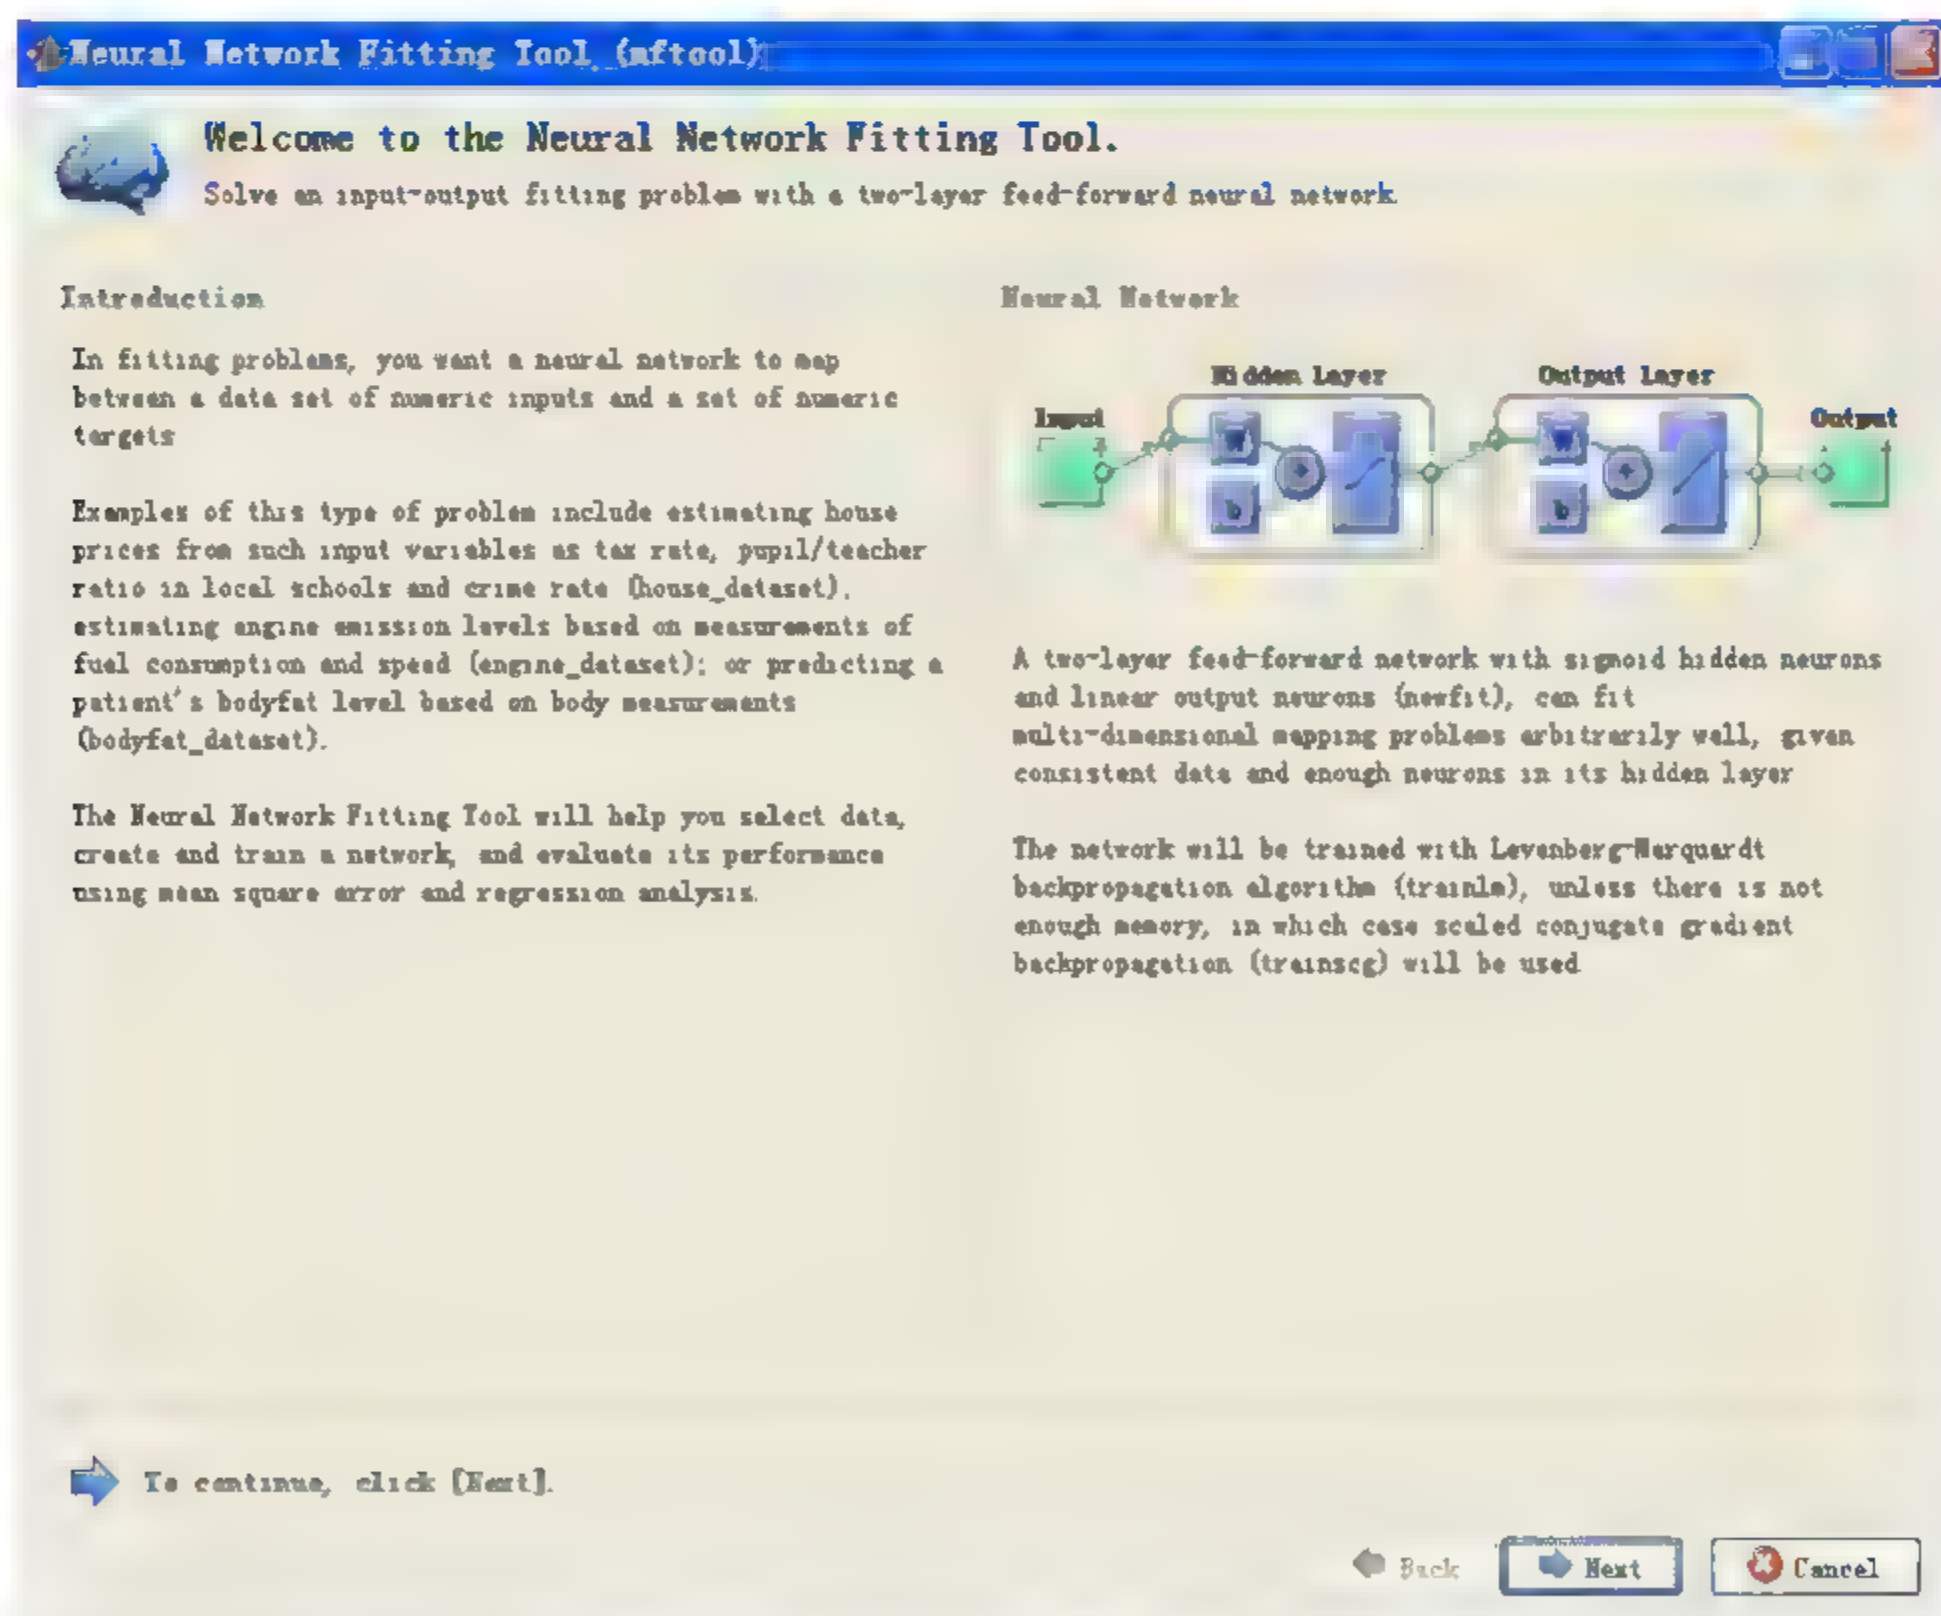 Neural Network Fitting Tool (nftool)
Welcome to the Neural Network Fitting Tool.
Solve an input-output fitting problem with a two-layer feed-forward neural network.
Introduction
In fitting problems, you want a neural network to map
between a data set of numeric inputs and a set of numeric
targets.
Examples of this type of problem include estimating house
prices from such input variables as tax rate, pupil/teacher
ratio in local schools and crime rate (house_dataset);
estimating engine emission levels based on measurements of
fuel consumption and speed (engine_dataset); or predicting a
patient's bodyfat level based on body measurements
(bodyfat_dataset).
The Neural Network Fitting Tool will help you select data,
create and train a network, and evaluate its performance
using mean square error and regression analysis.
Neural Network
Hidden Layer
Output Layer
Input
Output
W
b
+
W
b
+
A two-layer feed-forward network with sigmoid hidden neurons
and linear output neurons (newfit), can fit
multi-dimensional mapping problems arbitrarily well, given
consistent data and enough neurons in its hidden layer.
The network will be trained with Levenberg-Marquardt
backpropagation algorithm (trainlm), unless there is not
enough memory, in which case scaled conjugate gradient
backpropagation (trainscg) will be used.
To continue, click [Next].
Back
Next
Cancel